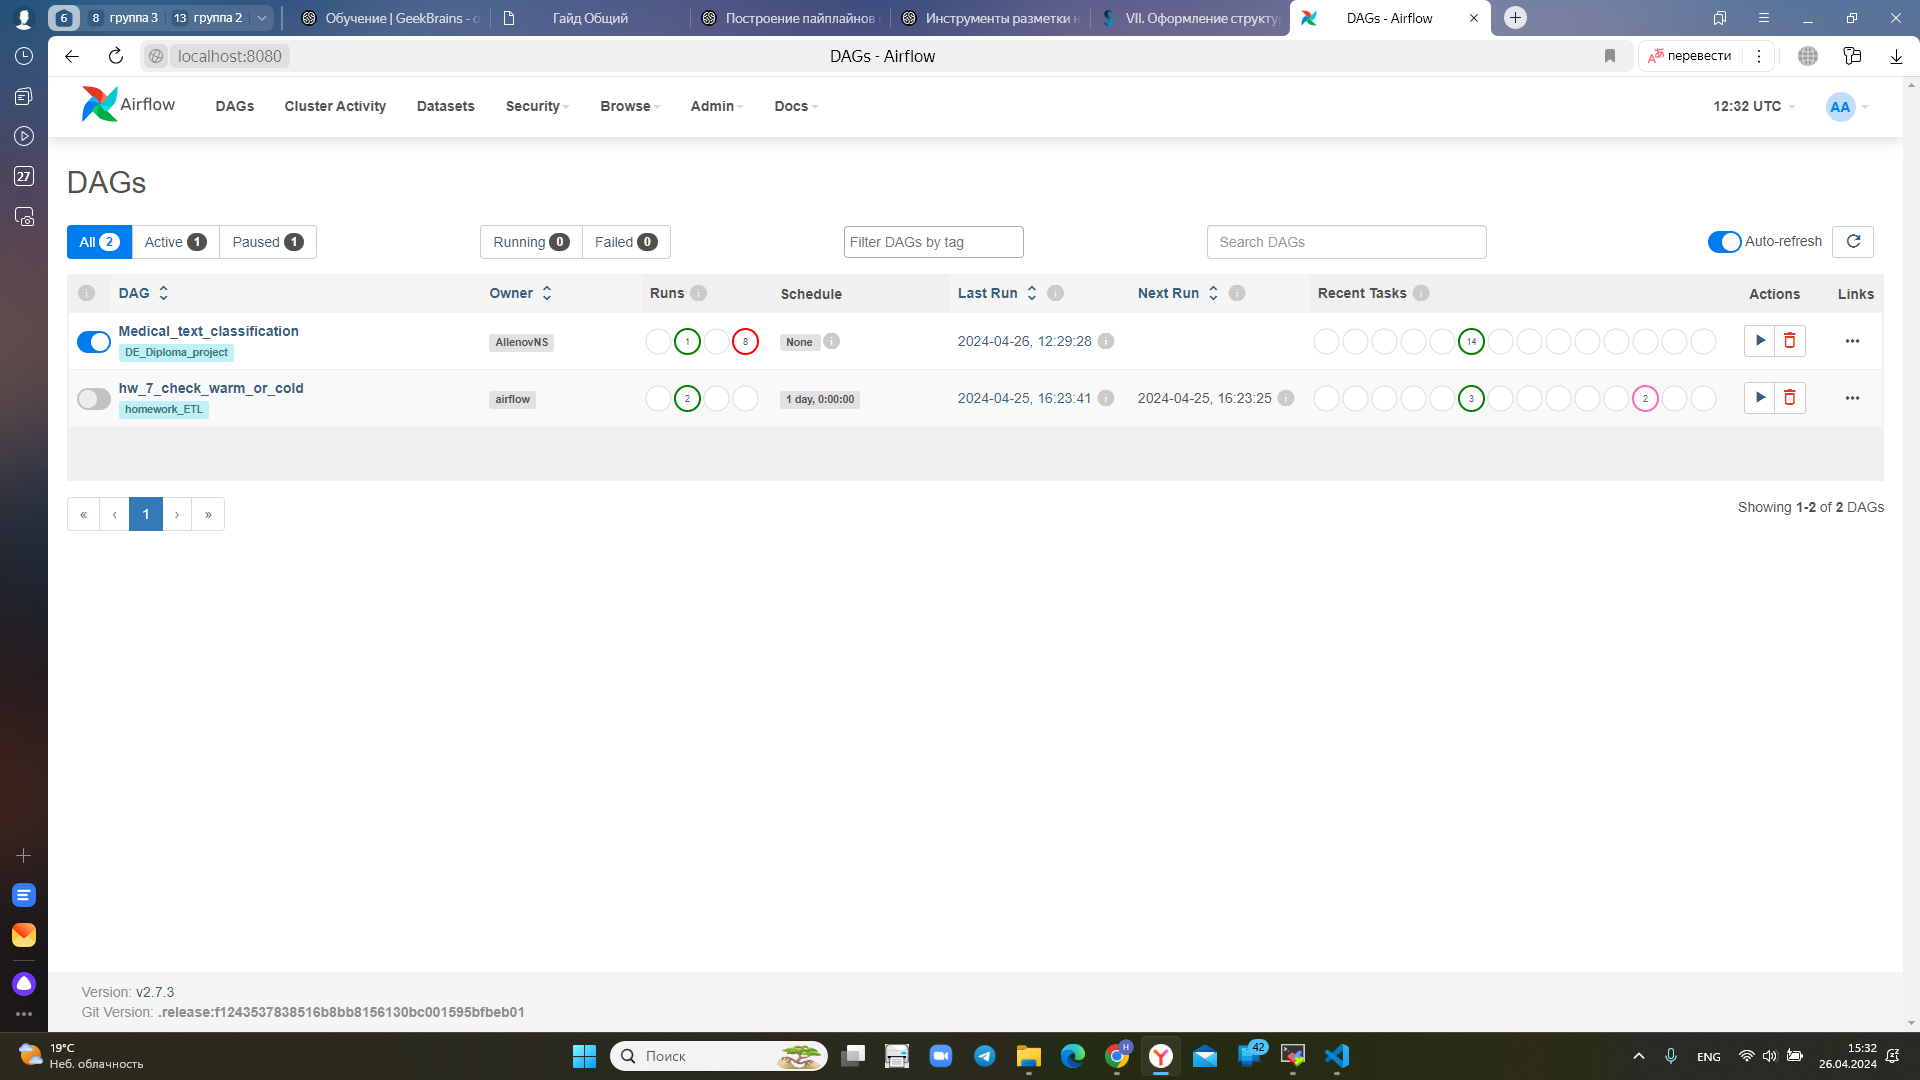 6
8 группа 3
13 группа 2
Обучение | GeekBrains - о
Гайд Общий
Построение пайплайнов
Инструменты разметки н
VII. Оформление структу
DAGs - Airflow
localhost:8080
DAGs - Airflow
перевести
27
Airflow
DAGs
Cluster Activity
Datasets
Security
Browse
Admin
Docs
12:32 UTC
AA
DAGs
All 2
Active 1
Paused 1
Running 0
Failed 0
Filter DAGs by tag
Search DAGs
Auto-refresh
DAG
Owner
Runs
Schedule
Last Run
Next Run
Recent Tasks
Actions
Links
Medical_text_classification
DE_Diploma_project
AllenovNS
1
8
None
2024-04-26, 12:29:28
14
hw_7_check_warm_or_cold
homework_ETL
airflow
2
1 day, 0:00:00
2024-04-25, 16:23:41
2024-04-25, 16:23:25
3
2
« ‹ 1 › »
Showing 1-2 of 2 DAGs
Version: v2.7.3
Git Version: .release:f1243537838516b8bb8156130bc001595bfbeb01
19°C
Неб. облачность
Поиск
H
42
ENG
15:32
26.04.2024